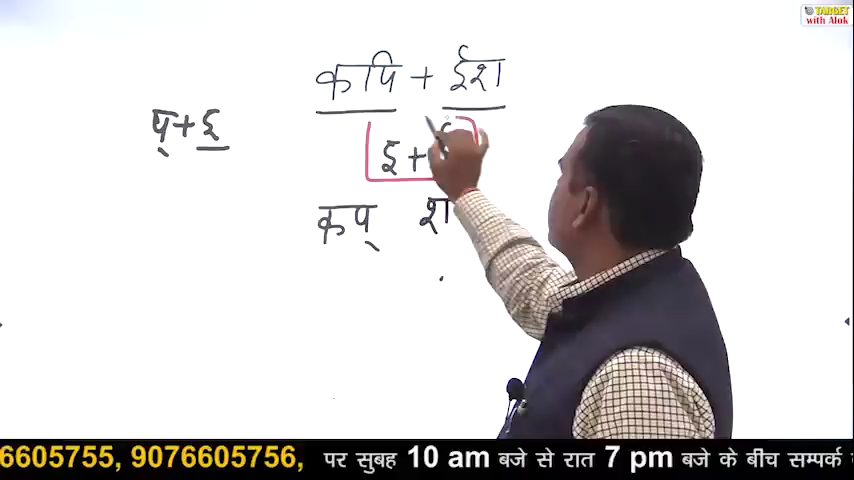 TARGET
with Alok
कपि + ईश
प् + इ
इ +
कप् श
6605755, 9076605756, पर सुबह 10 am बजे से रात 7 pm बजे के बीच सम्पर्क